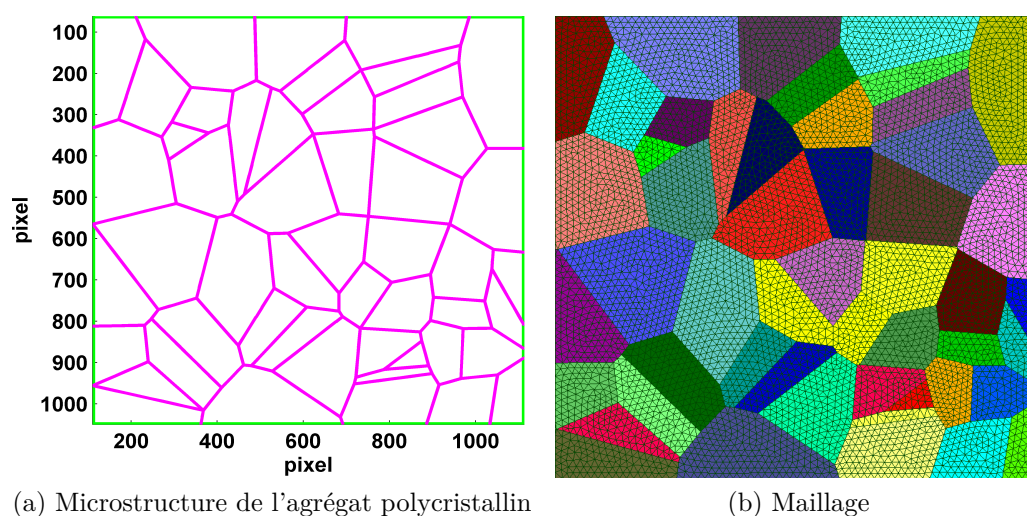 100
200
300
400
500
600
700
800
900
1000
pixel
200 400 600 800 1000
pixel
(a) Microstructure de l'agrégat polycristallin
(b) Maillage